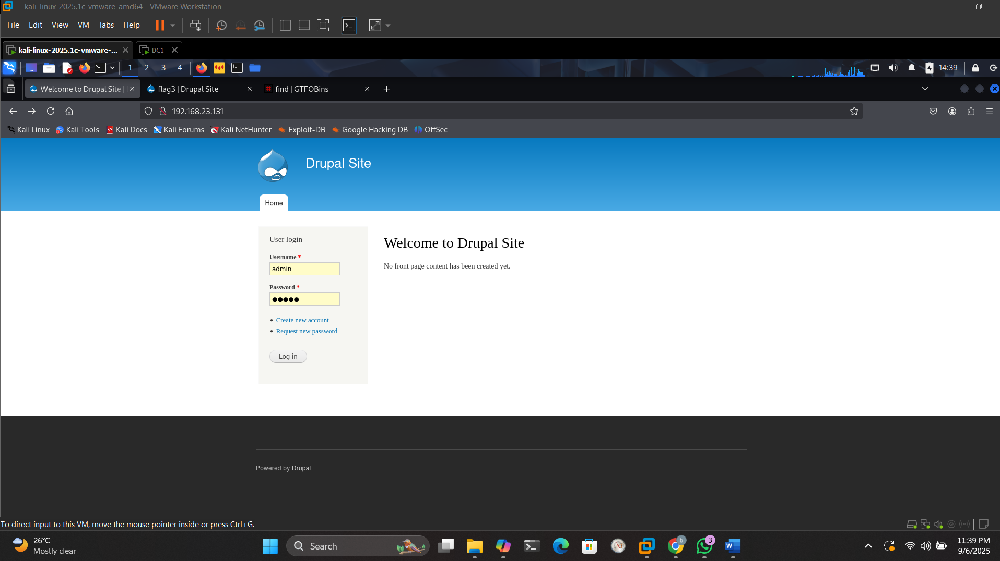 kali-linux-2025.1c-vmware-amd64 - VMware Workstation
File Edit View VM Tabs Help
kali-linux-2025.1c-vmware-... DC1
1 2 3 4 14:39
Welcome to Drupal Site | flag3 | Drupal Site find | GTFOBins
192.168.23.131
Kali Linux Kali Tools Kali Docs Kali Forums Kali NetHunter Exploit-DB Google Hacking DB OffSec
Drupal Site
Home
User login
Username *
admin
Password *
Create new account
Request new password
Log in
Welcome to Drupal Site
No front page content has been created yet.
Powered by Drupal
To direct input to this VM, move the mouse pointer inside or press Ctrl+G.
26°C
Mostly clear
Search
b
3
11:39 PM
9/6/2025